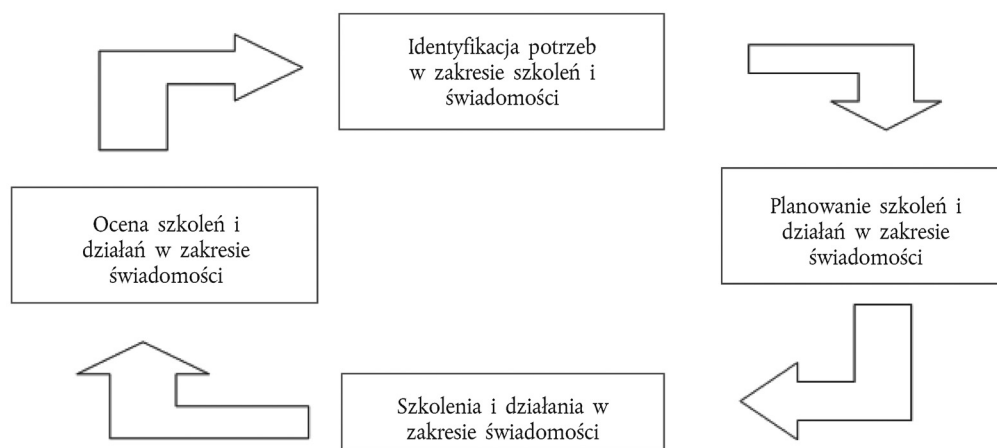 Identyfikacja potrzeb
w zakresie szkoleń i
świadomości
Ocena szkoleń i
działań w zakresie
świadomości
Planowanie szkoleń i
działań w zakresie
świadomości
Szkolenia i działania w
zakresie świadomości